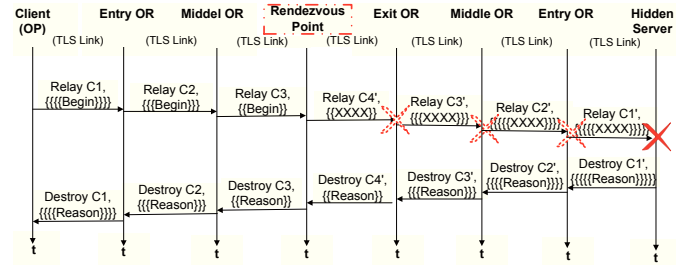 Client
(OP)
Entry OR
Middel OR
Rendezvous
Point
Exit OR
Middle OR
Entry OR
Hidden
Server
(TLS Link)
(TLS Link)
(TLS Link)
(TLS Link)
(TLS Link)
(TLS Link)
(TLS Link)
Relay C1,
{{{{Begin}}}}
Relay C2,
{{{Begin}}}
Relay C3,
{{Begin}}
Relay C4',
{{XXXX}}
Relay C3',
{{{XXXX}}}
Relay C2',
{{{{XXXX}}}}
Relay C1',
{{{{XXXX}}}}}
Destroy C1,
{{{{Reason}}}}
Destroy C2,
{{{Reason}}}
Destroy C3,
{{Reason}}
Destroy C4',
{{Reason}}
Destroy C3',
{{{Reason}}}
Destroy C2',
{{{{Reason}}}}
Destroy C1',
{{{{{Reason}}}}}
t
t
t
t
t
t
t
t